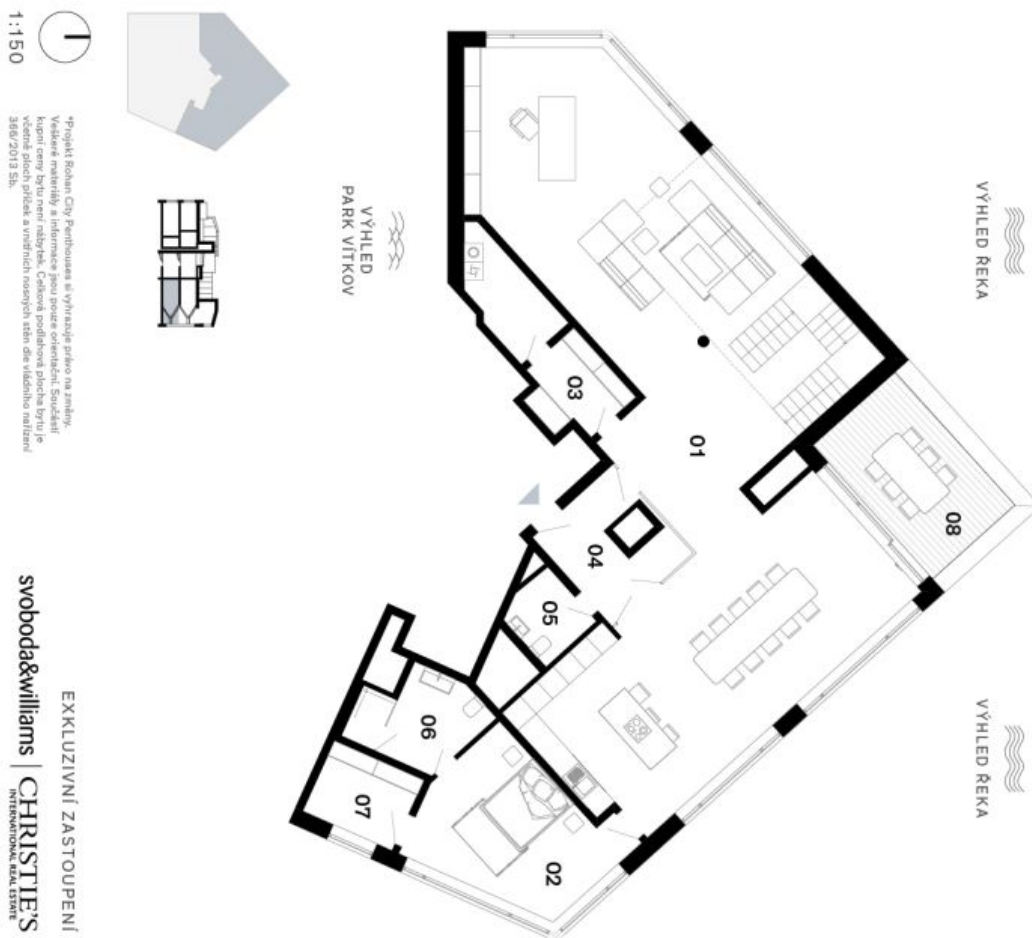 VÝHLED ŘEKA
VÝHLED ŘEKA
VÝHLED
PARK VÍTKOV
01
02
03
04
05
06
07
08
1:150
*Projekt Rohan City Penthouses si vyhrazuje právo na změny.
Veškeré materiály a informace jsou pouze orientační. Součástí
kupní ceny bytu není nábytek. Celková podlahová plocha bytu je
včetně ploch příček a vnitřních nosných stěn dle vládního nařízení
366/2013 Sb.
EXKLUZIVNÍ ZASTOUPENÍ
svoboda&williams | CHRISTIE'S
INTERNATIONAL REAL ESTATE